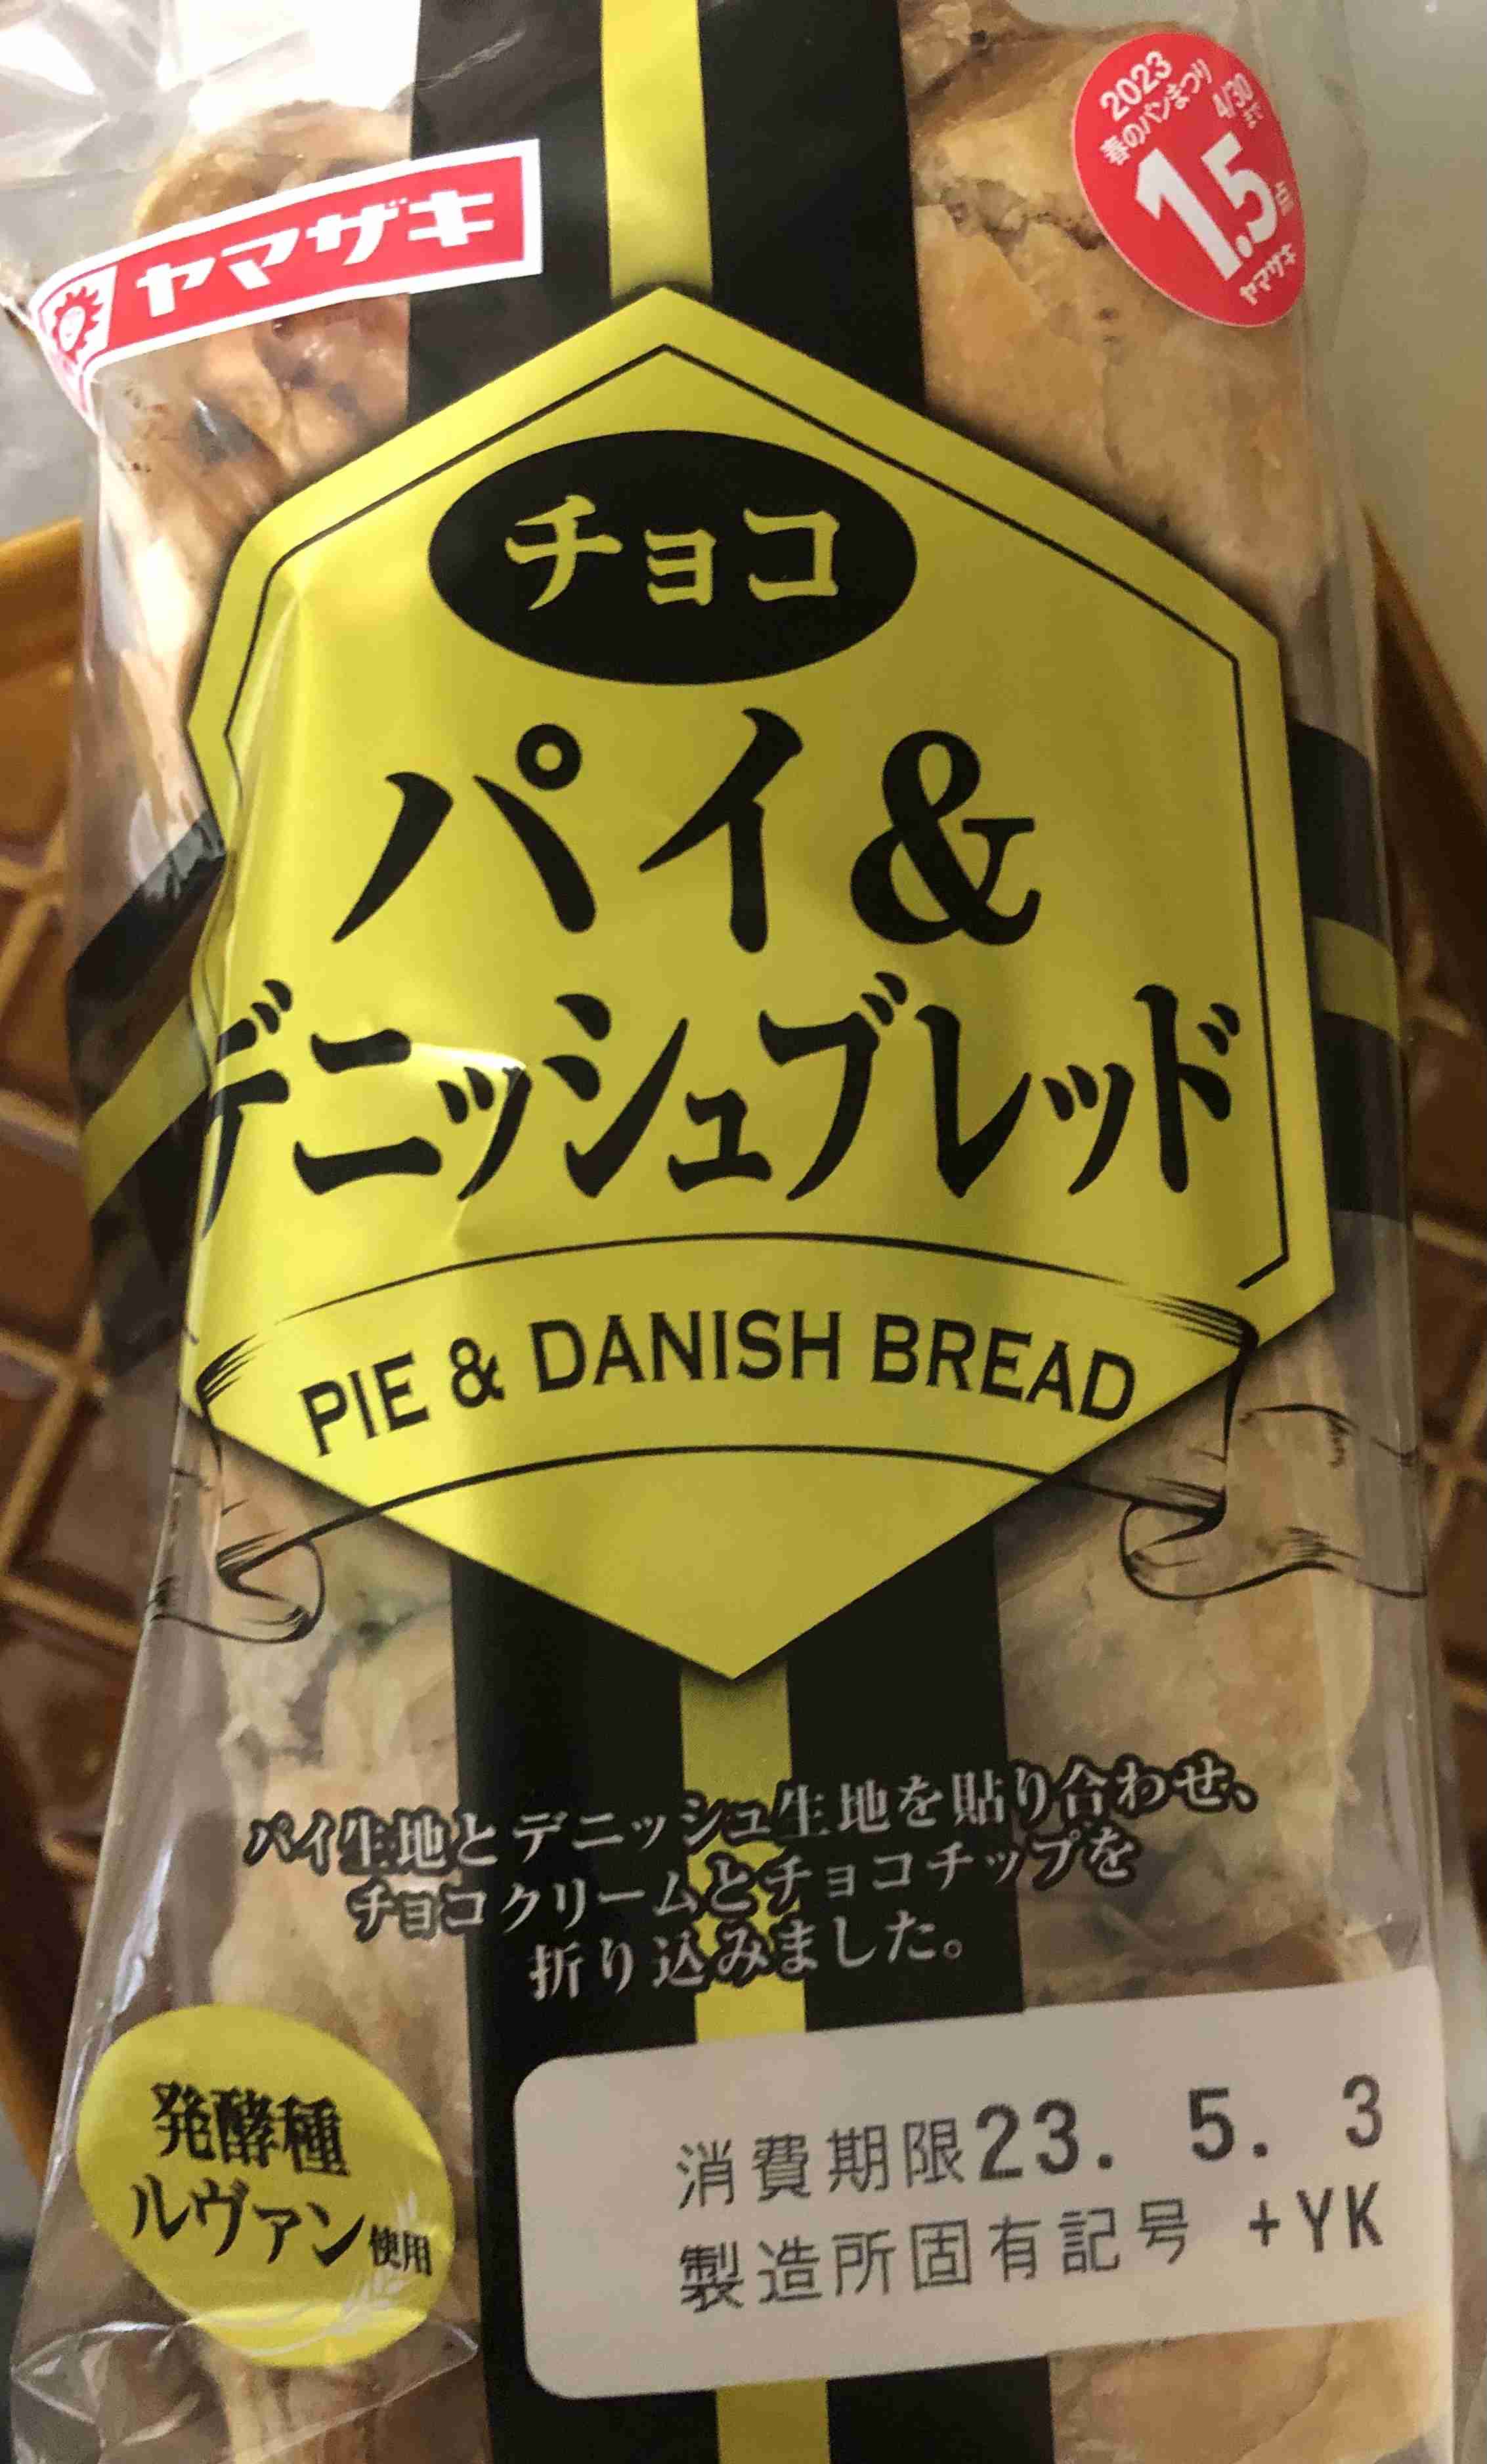 ヤマザキ
2023
春のパンまつり
4/30まで
1.5点
ヤマザキ
チョコ
パイ&
デニッシュブレッド
PIE & DANISH BREAD
パイ生地とデニッシュ生地を貼り合わせ、
チョコクリームとチョコチップを
折り込みました。
発酵種
ルヴァン使用
消費期限23. 5. 3
製造所固有記号 +YK